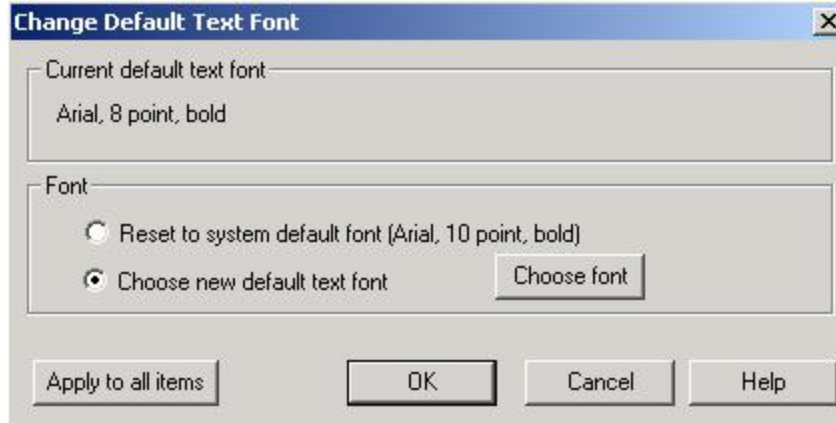 Change Default Text Font
Current default text font
Arial, 8 point, bold
Font
Reset to system default font (Arial, 10 point, bold)
Choose new default text font
Choose font
Apply to all items
OK
Cancel
Help